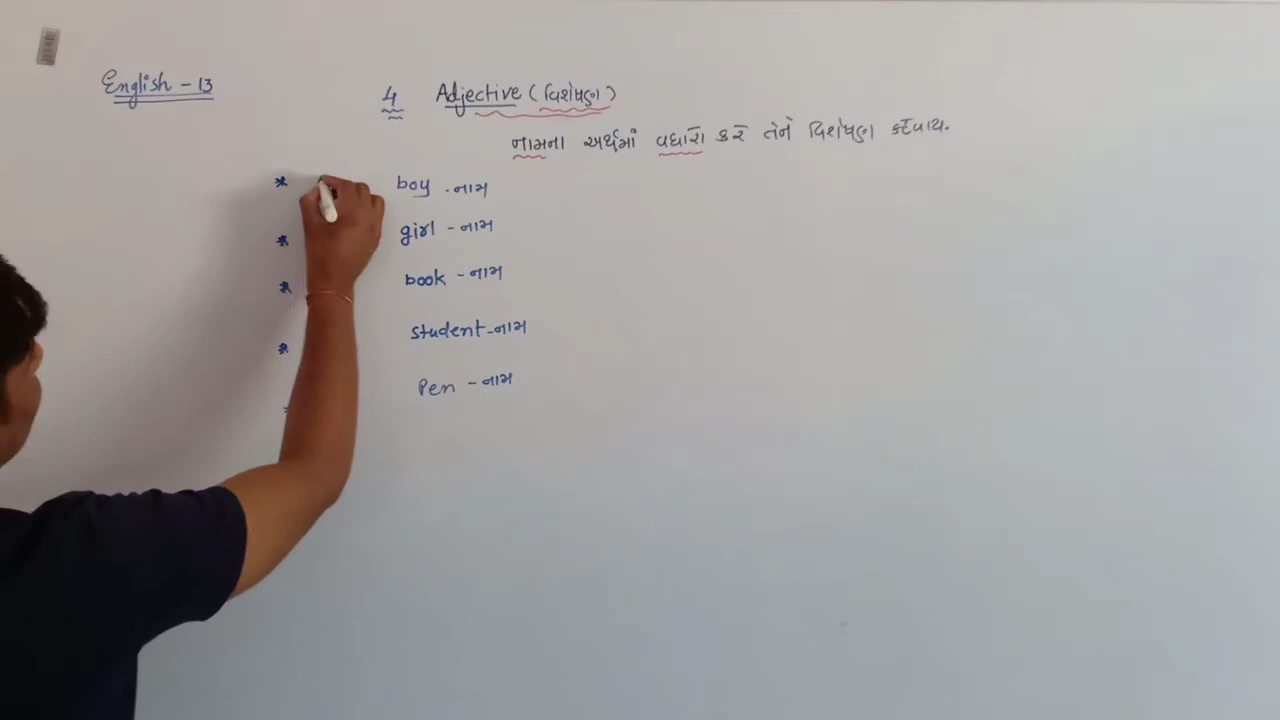 English - 13
4 Adjective (વિશેષણ)
નામના અર્થમાં વધારો કરે તેને વિશેષણ કહેવાય.
* boy - નામ
* girl - નામ
* book - નામ
* student - નામ
* Pen - નામ